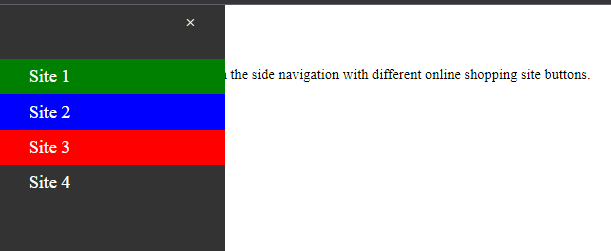 ×
Site 1
the side navigation with different online shopping site buttons.
Site 2
Site 3
Site 4